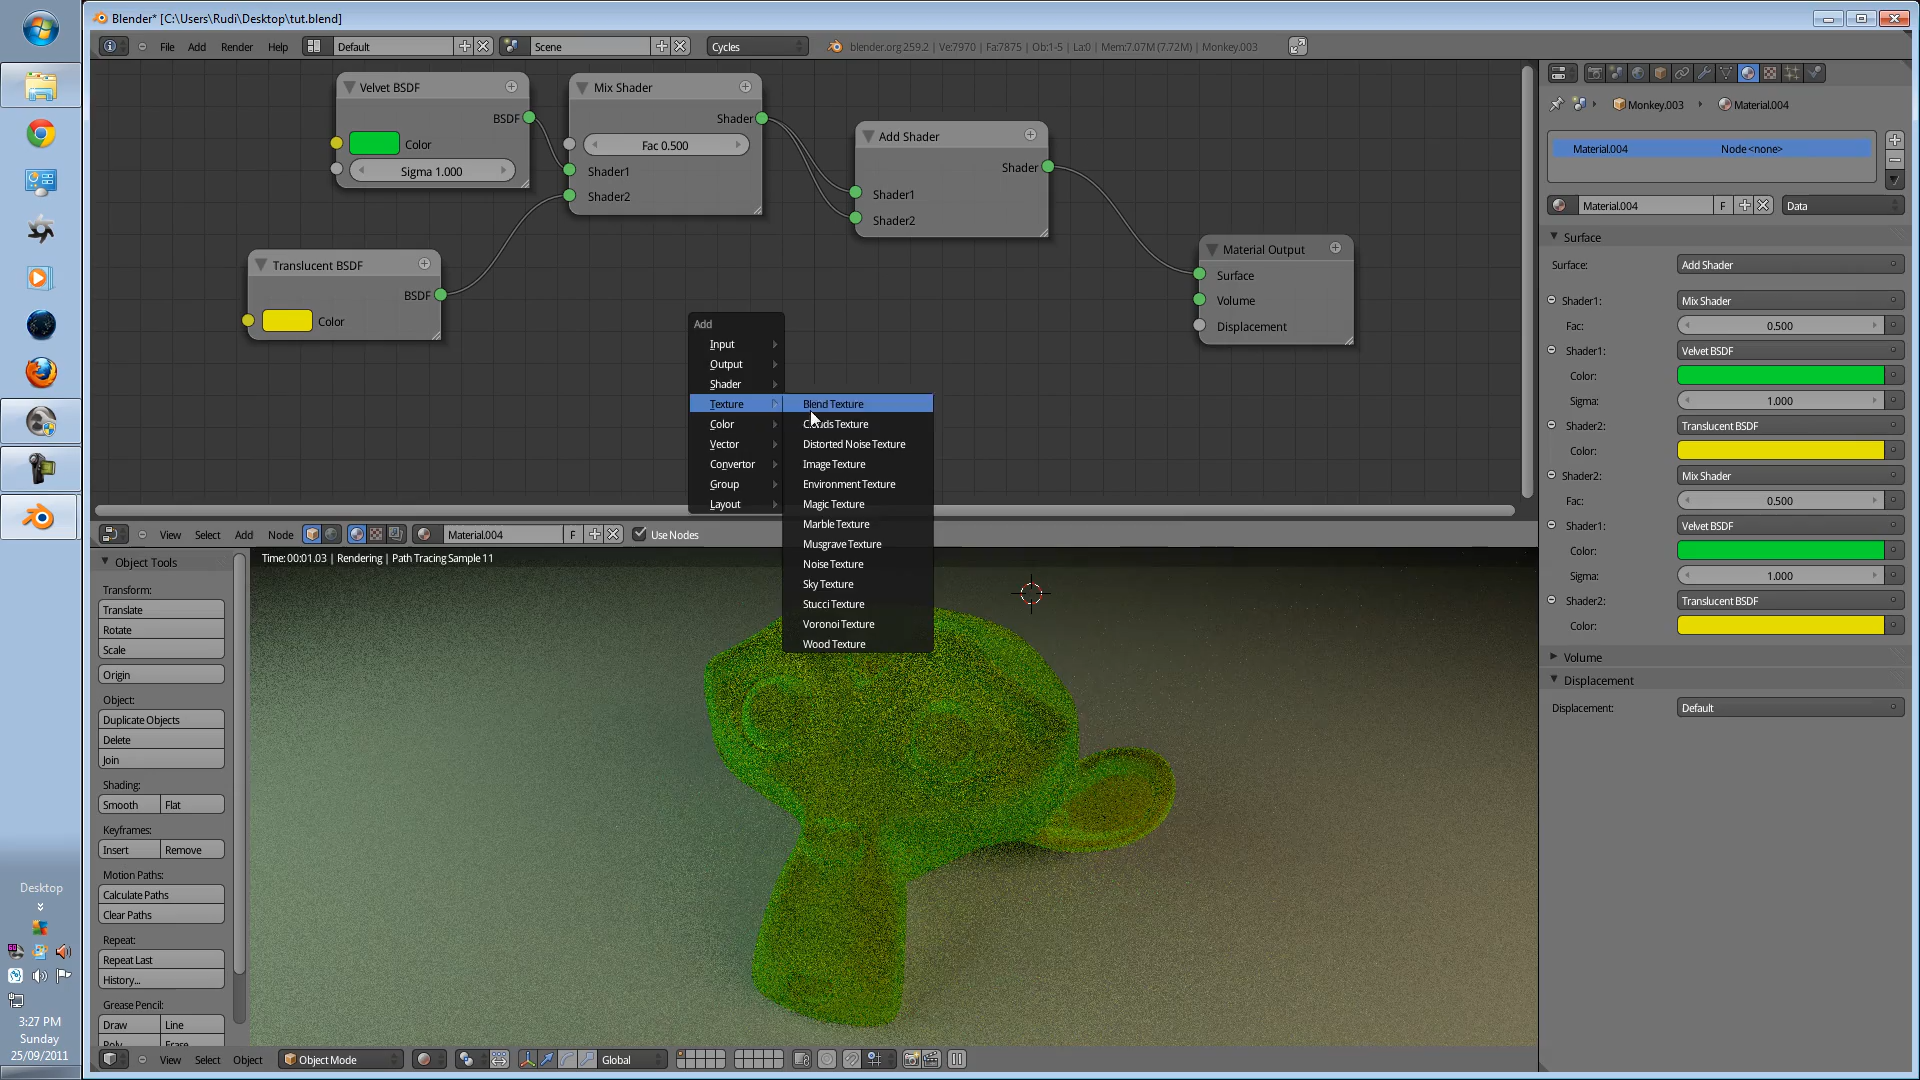 Blender* [C:\Users\Rudi\Desktop\tut.blend]
File Add Render Help Default Scene Cycles blender.org 259.2 | Ve:7970 | Fa:7875 | Ob:1-5 | La:0 | Mem:7.07M (7.72M) | Monkey.003
Velvet BSDF
BSDF
Color
Sigma 1.000
Mix Shader
Shader
Fac 0.500
Shader1
Shader2
Add Shader
Shader
Shader1
Shader2
Translucent BSDF
BSDF
Color
Material Output
Surface
Volume
Displacement
Add
Input
Output
Shader
Texture
Color
Vector
Convertor
Group
Layout
Blend Texture
Clouds Texture
Distorted Noise Texture
Image Texture
Environment Texture
Magic Texture
Marble Texture
Musgrave Texture
Noise Texture
Sky Texture
Stucci Texture
Voronoi Texture
Wood Texture
View Select Add Node Material.004 F Use Nodes
Object Tools
Transform:
Translate
Rotate
Scale
Origin
Object:
Duplicate Objects
Delete
Join
Shading:
Smooth Flat
Keyframes:
Insert Remove
Motion Paths:
Calculate Paths
Clear Paths
Repeat:
Repeat Last
History...
Grease Pencil:
Draw Line
Poly Erase
Time: 00:01.03 | Rendering | Path Tracing Sample 11
View Select Object Object Mode Global
Monkey.003 Material.004
Material.004 Node <none>
Material.004 F Data
Surface
Surface: Add Shader
Shader1: Mix Shader
Fac: 0.500
Shader1: Velvet BSDF
Color:
Sigma: 1.000
Shader2: Translucent BSDF
Color:
Shader2: Mix Shader
Fac: 0.500
Shader1: Velvet BSDF
Color:
Sigma: 1.000
Shader2: Translucent BSDF
Color:
Volume
Displacement
Displacement: Default
Desktop
3:27 PM
Sunday
25/09/2011